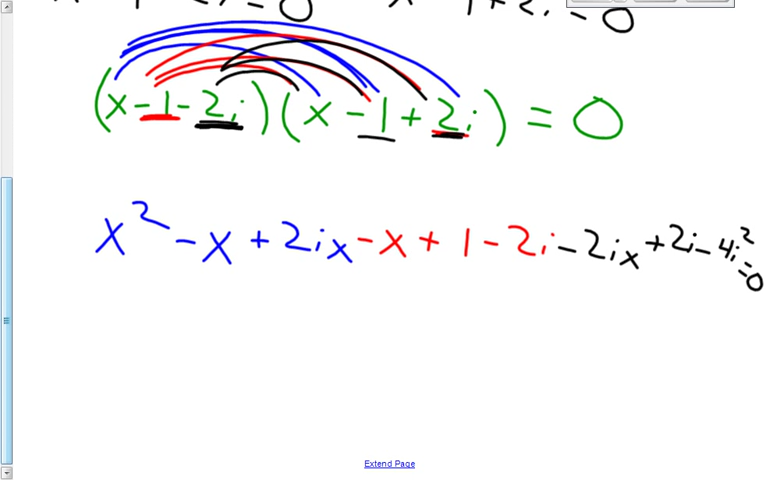 (x - 1 - 2i)(x - 1 + 2i) = 0
x² - x + 2ix - x + 1 - 2i - 2ix + 2i - 4i² = 0
Extend Page